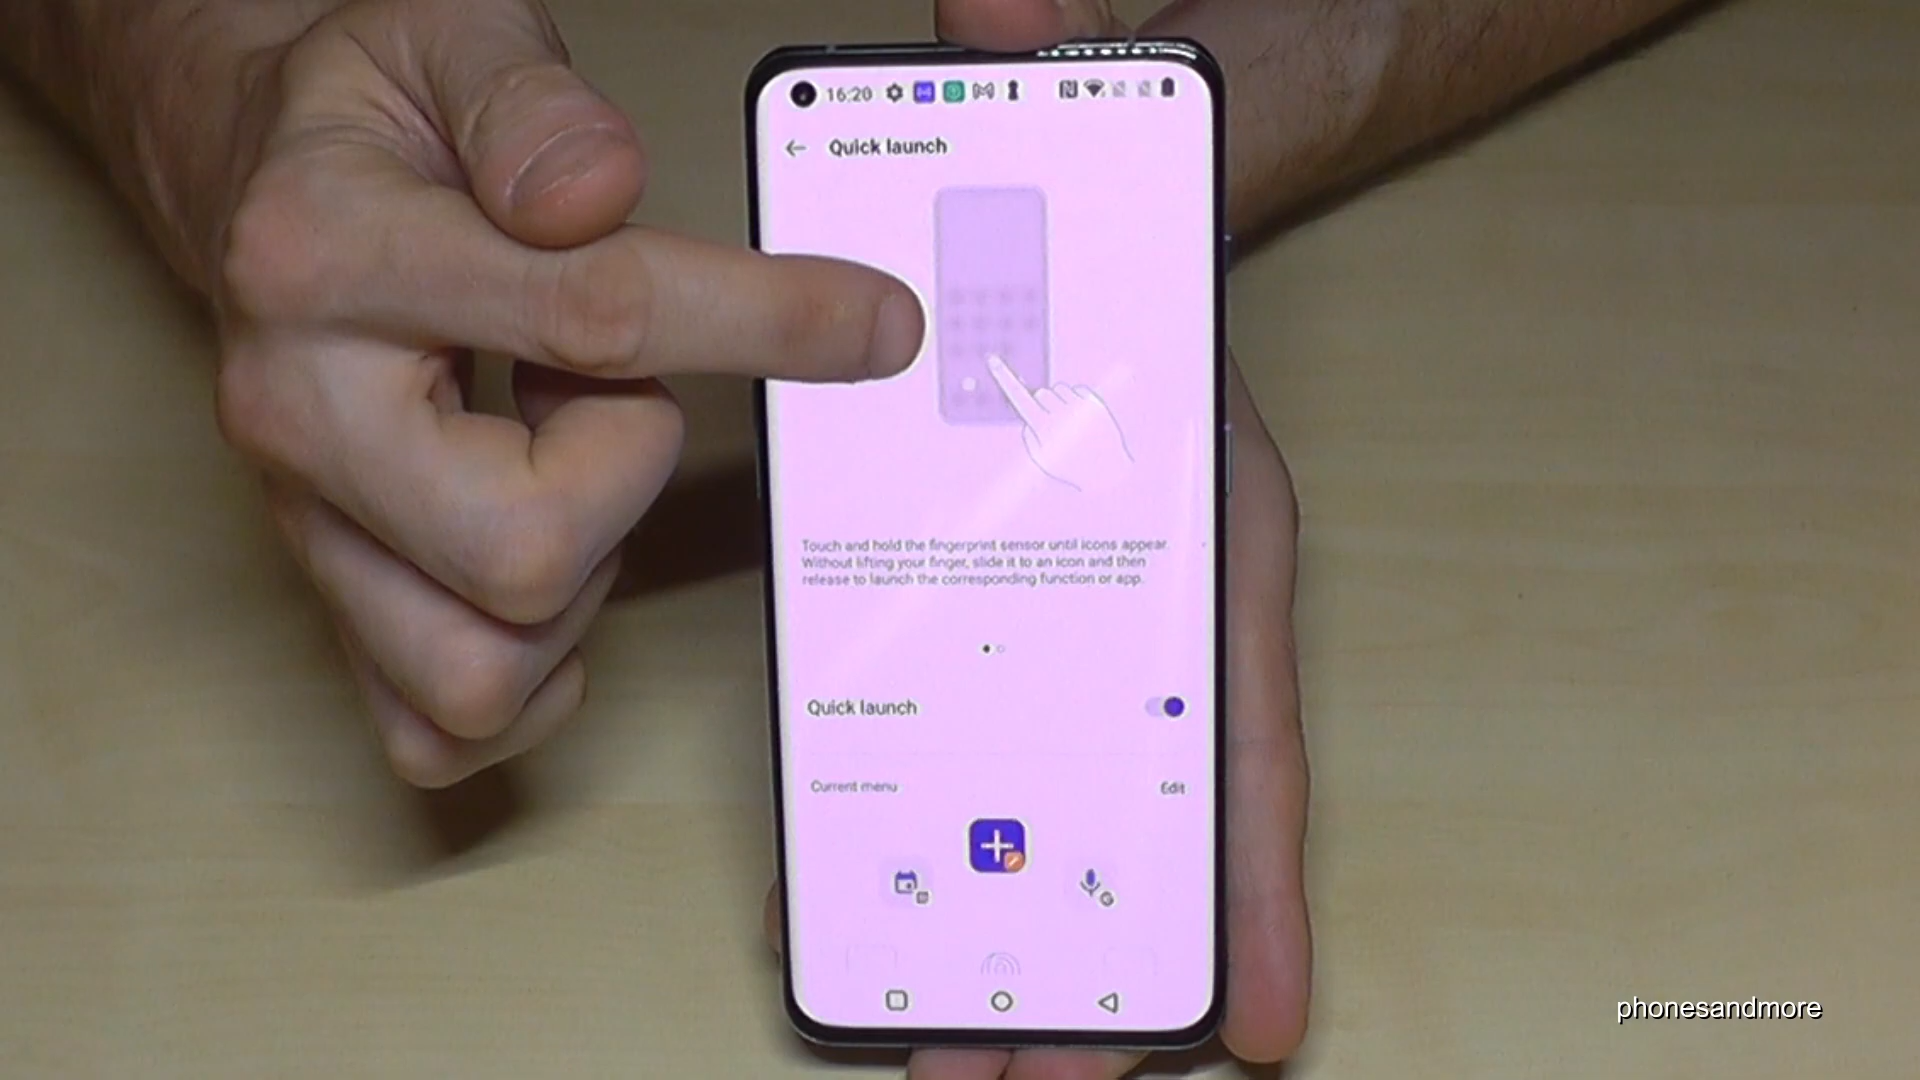 16:20
Quick launch
Touch and hold the fingerprint sensor until icons appear.
Without lifting your finger, slide it to an icon and then
release to launch the corresponding function or app.
Quick launch
Current menu
Edit
phonesandmore